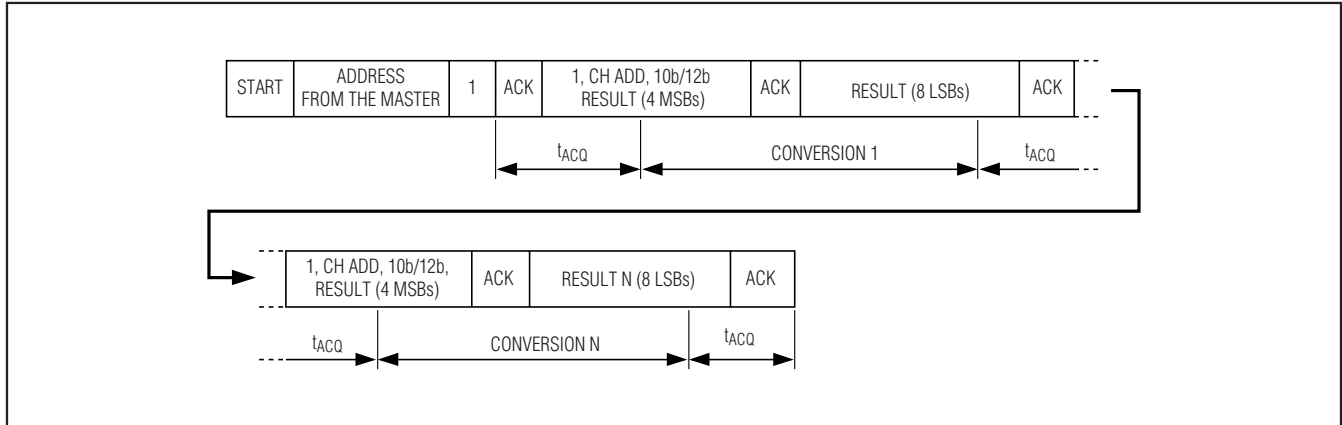 START
ADDRESS
FROM THE MASTER
1
ACK
1, CH ADD, 10b/12b
RESULT (4 MSBs)
ACK
RESULT (8 LSBs)
ACK
tACQ
CONVERSION 1
tACQ
1, CH ADD, 10b/12b,
RESULT (4 MSBs)
ACK
RESULT N (8 LSBs)
ACK
tACQ
CONVERSION N
tACQ